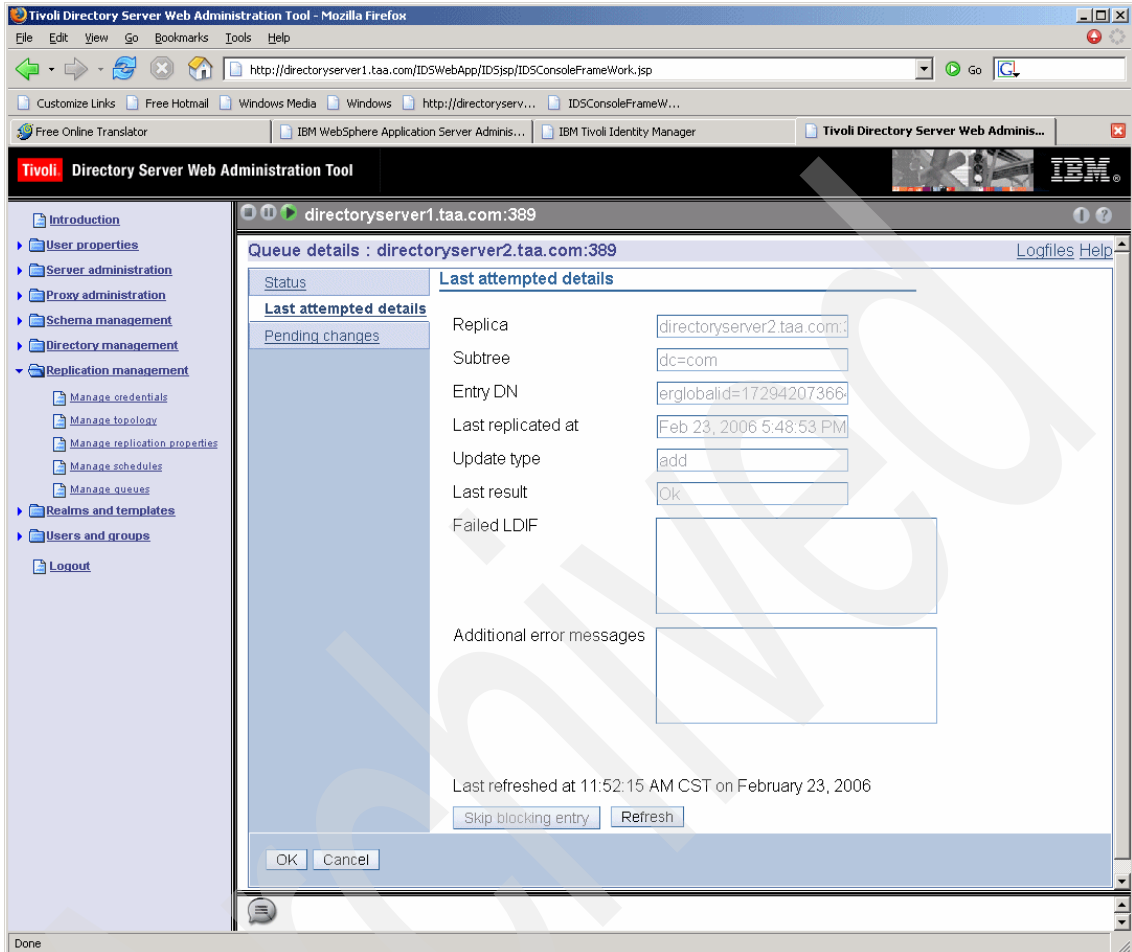 Tivoli Directory Server Web Administration Tool - Mozilla Firefox
File Edit View Go Bookmarks Tools Help
http://directoryserver1.taa.com/IDSWebApp/IDSjsp/IDSConsoleFrameWork.jsp Go G
Customize Links Free Hotmail Windows Media Windows http://directoryserv... IDSConsoleFrameW...
Free Online Translator IBM WebSphere Application Server Adminis... IBM Tivoli Identity Manager Tivoli Directory Server Web Adminis...
Tivoli. Directory Server Web Administration Tool IBM®
Introduction
User properties
Server administration
Proxy administration
Schema management
Directory management
Replication management
Manage credentials
Manage topology
Manage replication properties
Manage schedules
Manage queues
Realms and templates
Users and groups
Logout
directoryserver1.taa.com:389
Queue details : directoryserver2.taa.com:389 Logfiles Help
Status
Last attempted details
Pending changes
Last attempted details
Replica directoryserver2.taa.com:
Subtree dc=com
Entry DN erglobalid=1729420736
Last replicated at Feb 23, 2006 5:48:53 PM
Update type add
Last result Ok
Failed LDIF
Additional error messages
Last refreshed at 11:52:15 AM CST on February 23, 2006
Skip blocking entry Refresh
OK Cancel
Done